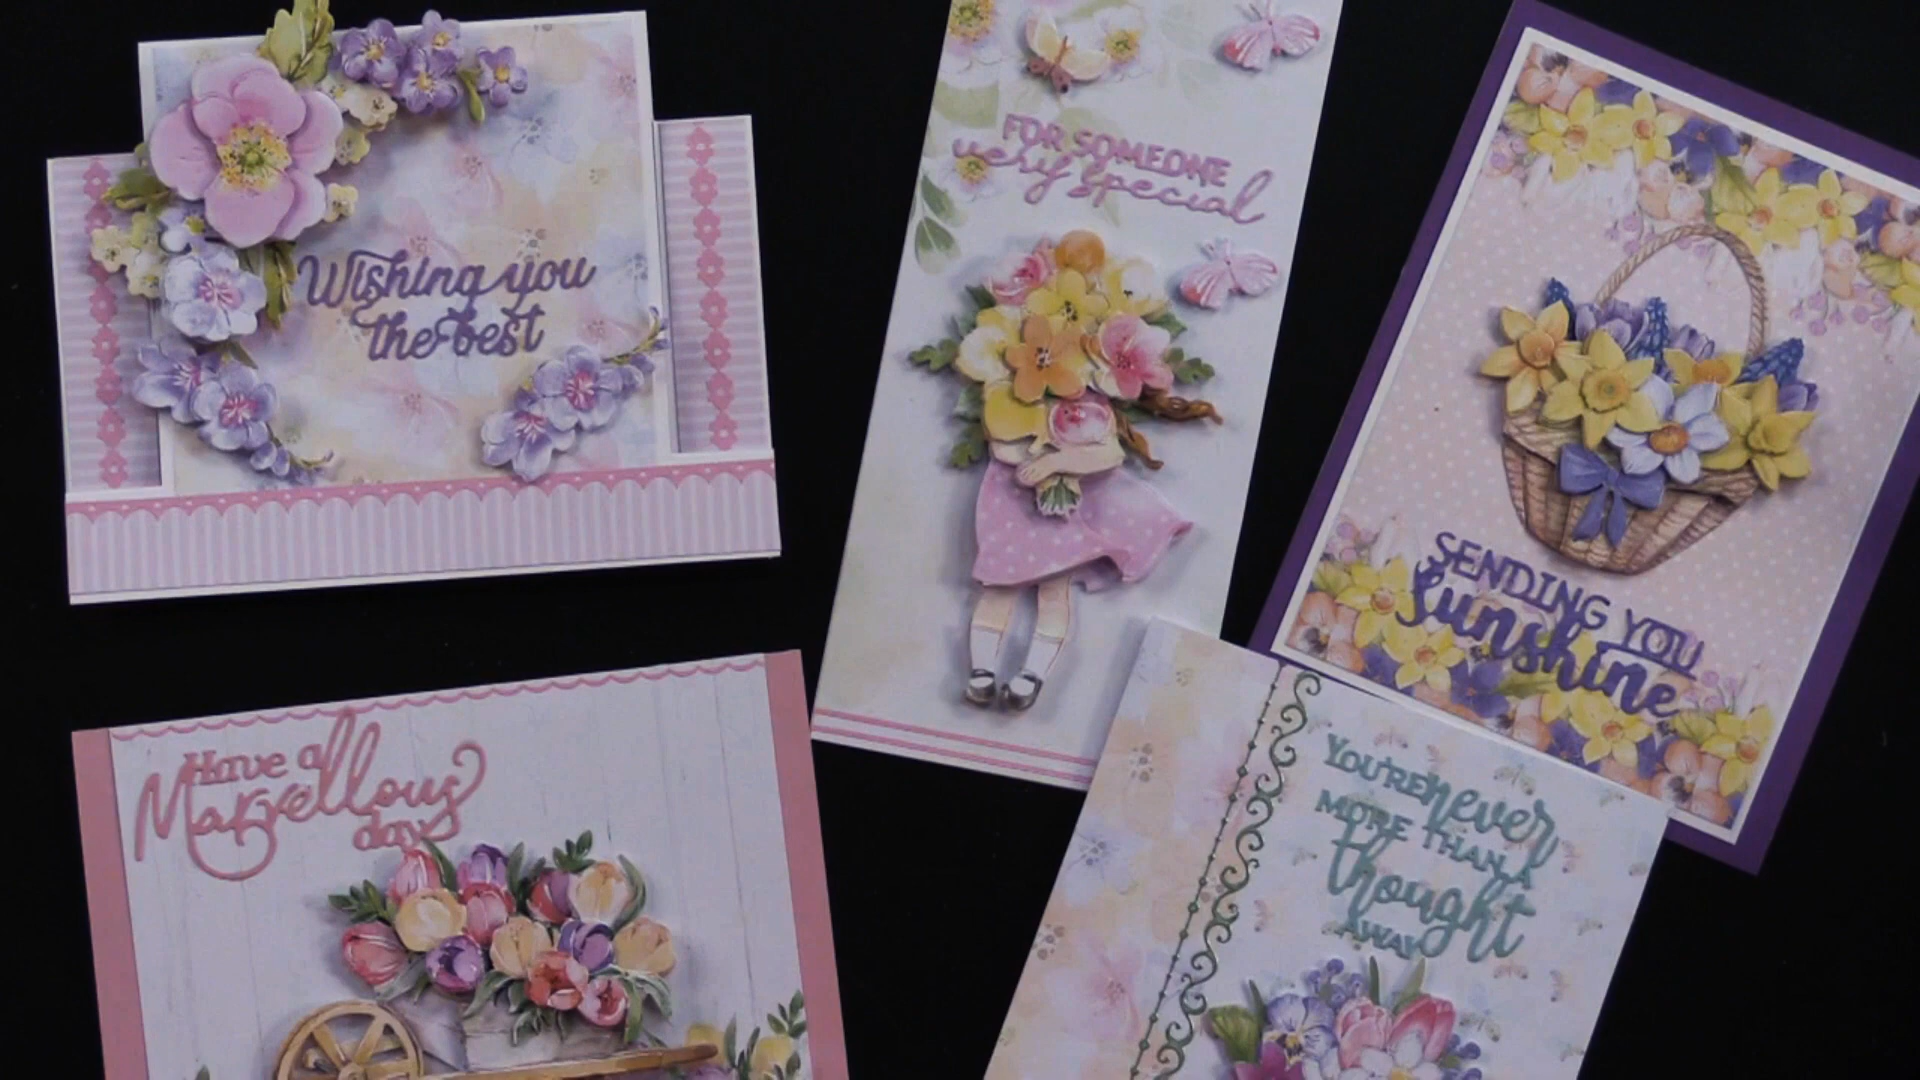 Wishing you
the best
FOR SOMEONE
very special
SENDING YOU
Sunshine
Have a
Marvellous
day
YOU'RE never
MORE THAN A
thought
AWAY